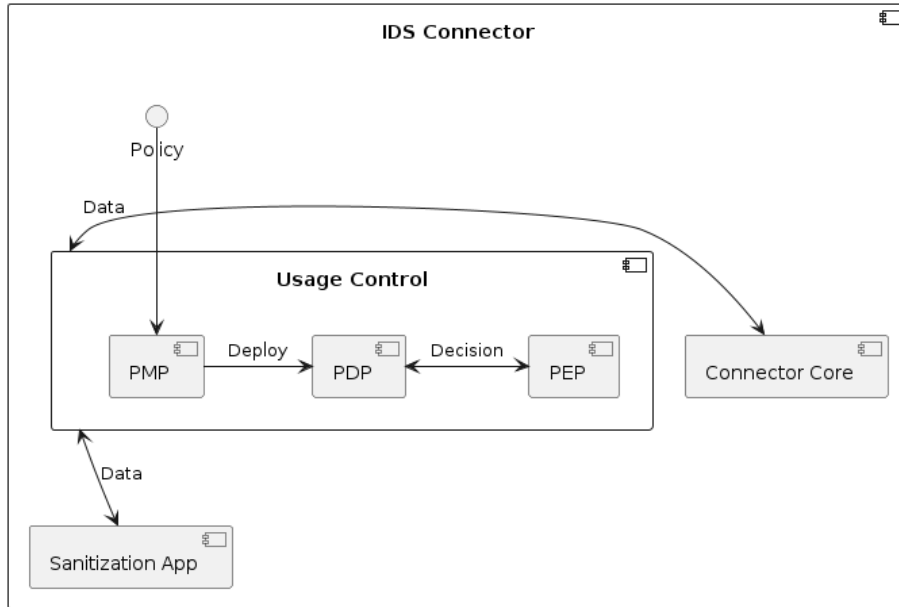 IDS Connector
Policy
Data
Usage Control
Deploy
Decision
PMP
PDP
PEP
Connector Core
Data
Sanitization App